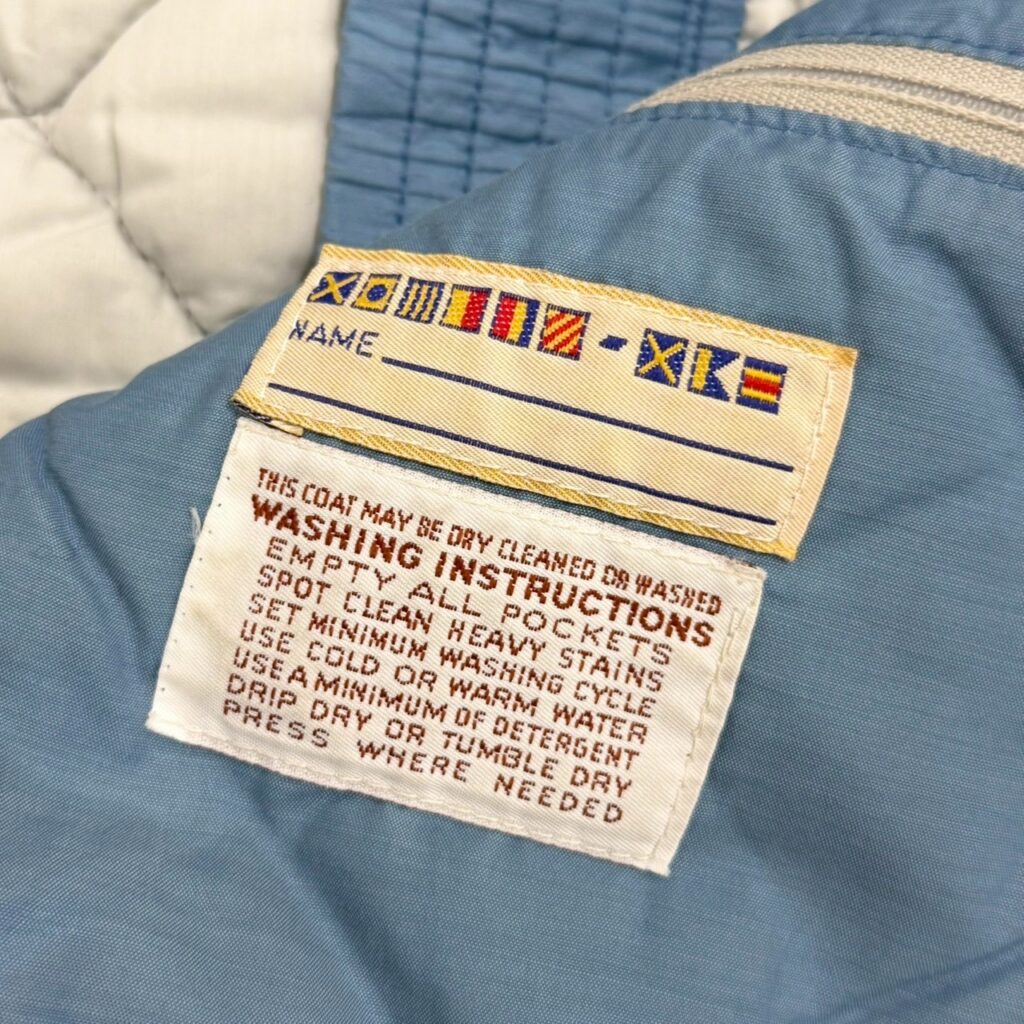 NAME
THIS COAT MAY BE DRY CLEANED OR WASHED
WASHING INSTRUCTIONS
EMPTY ALL POCKETS
SPOT CLEAN HEAVY STAINS
SET MINIMUM WASHING CYCLE
USE COLD OR WARM WATER
USE A MINIMUM OF DETERGENT
DRIP DRY OR TUMBLE DRY
PRESS WHERE NEEDED